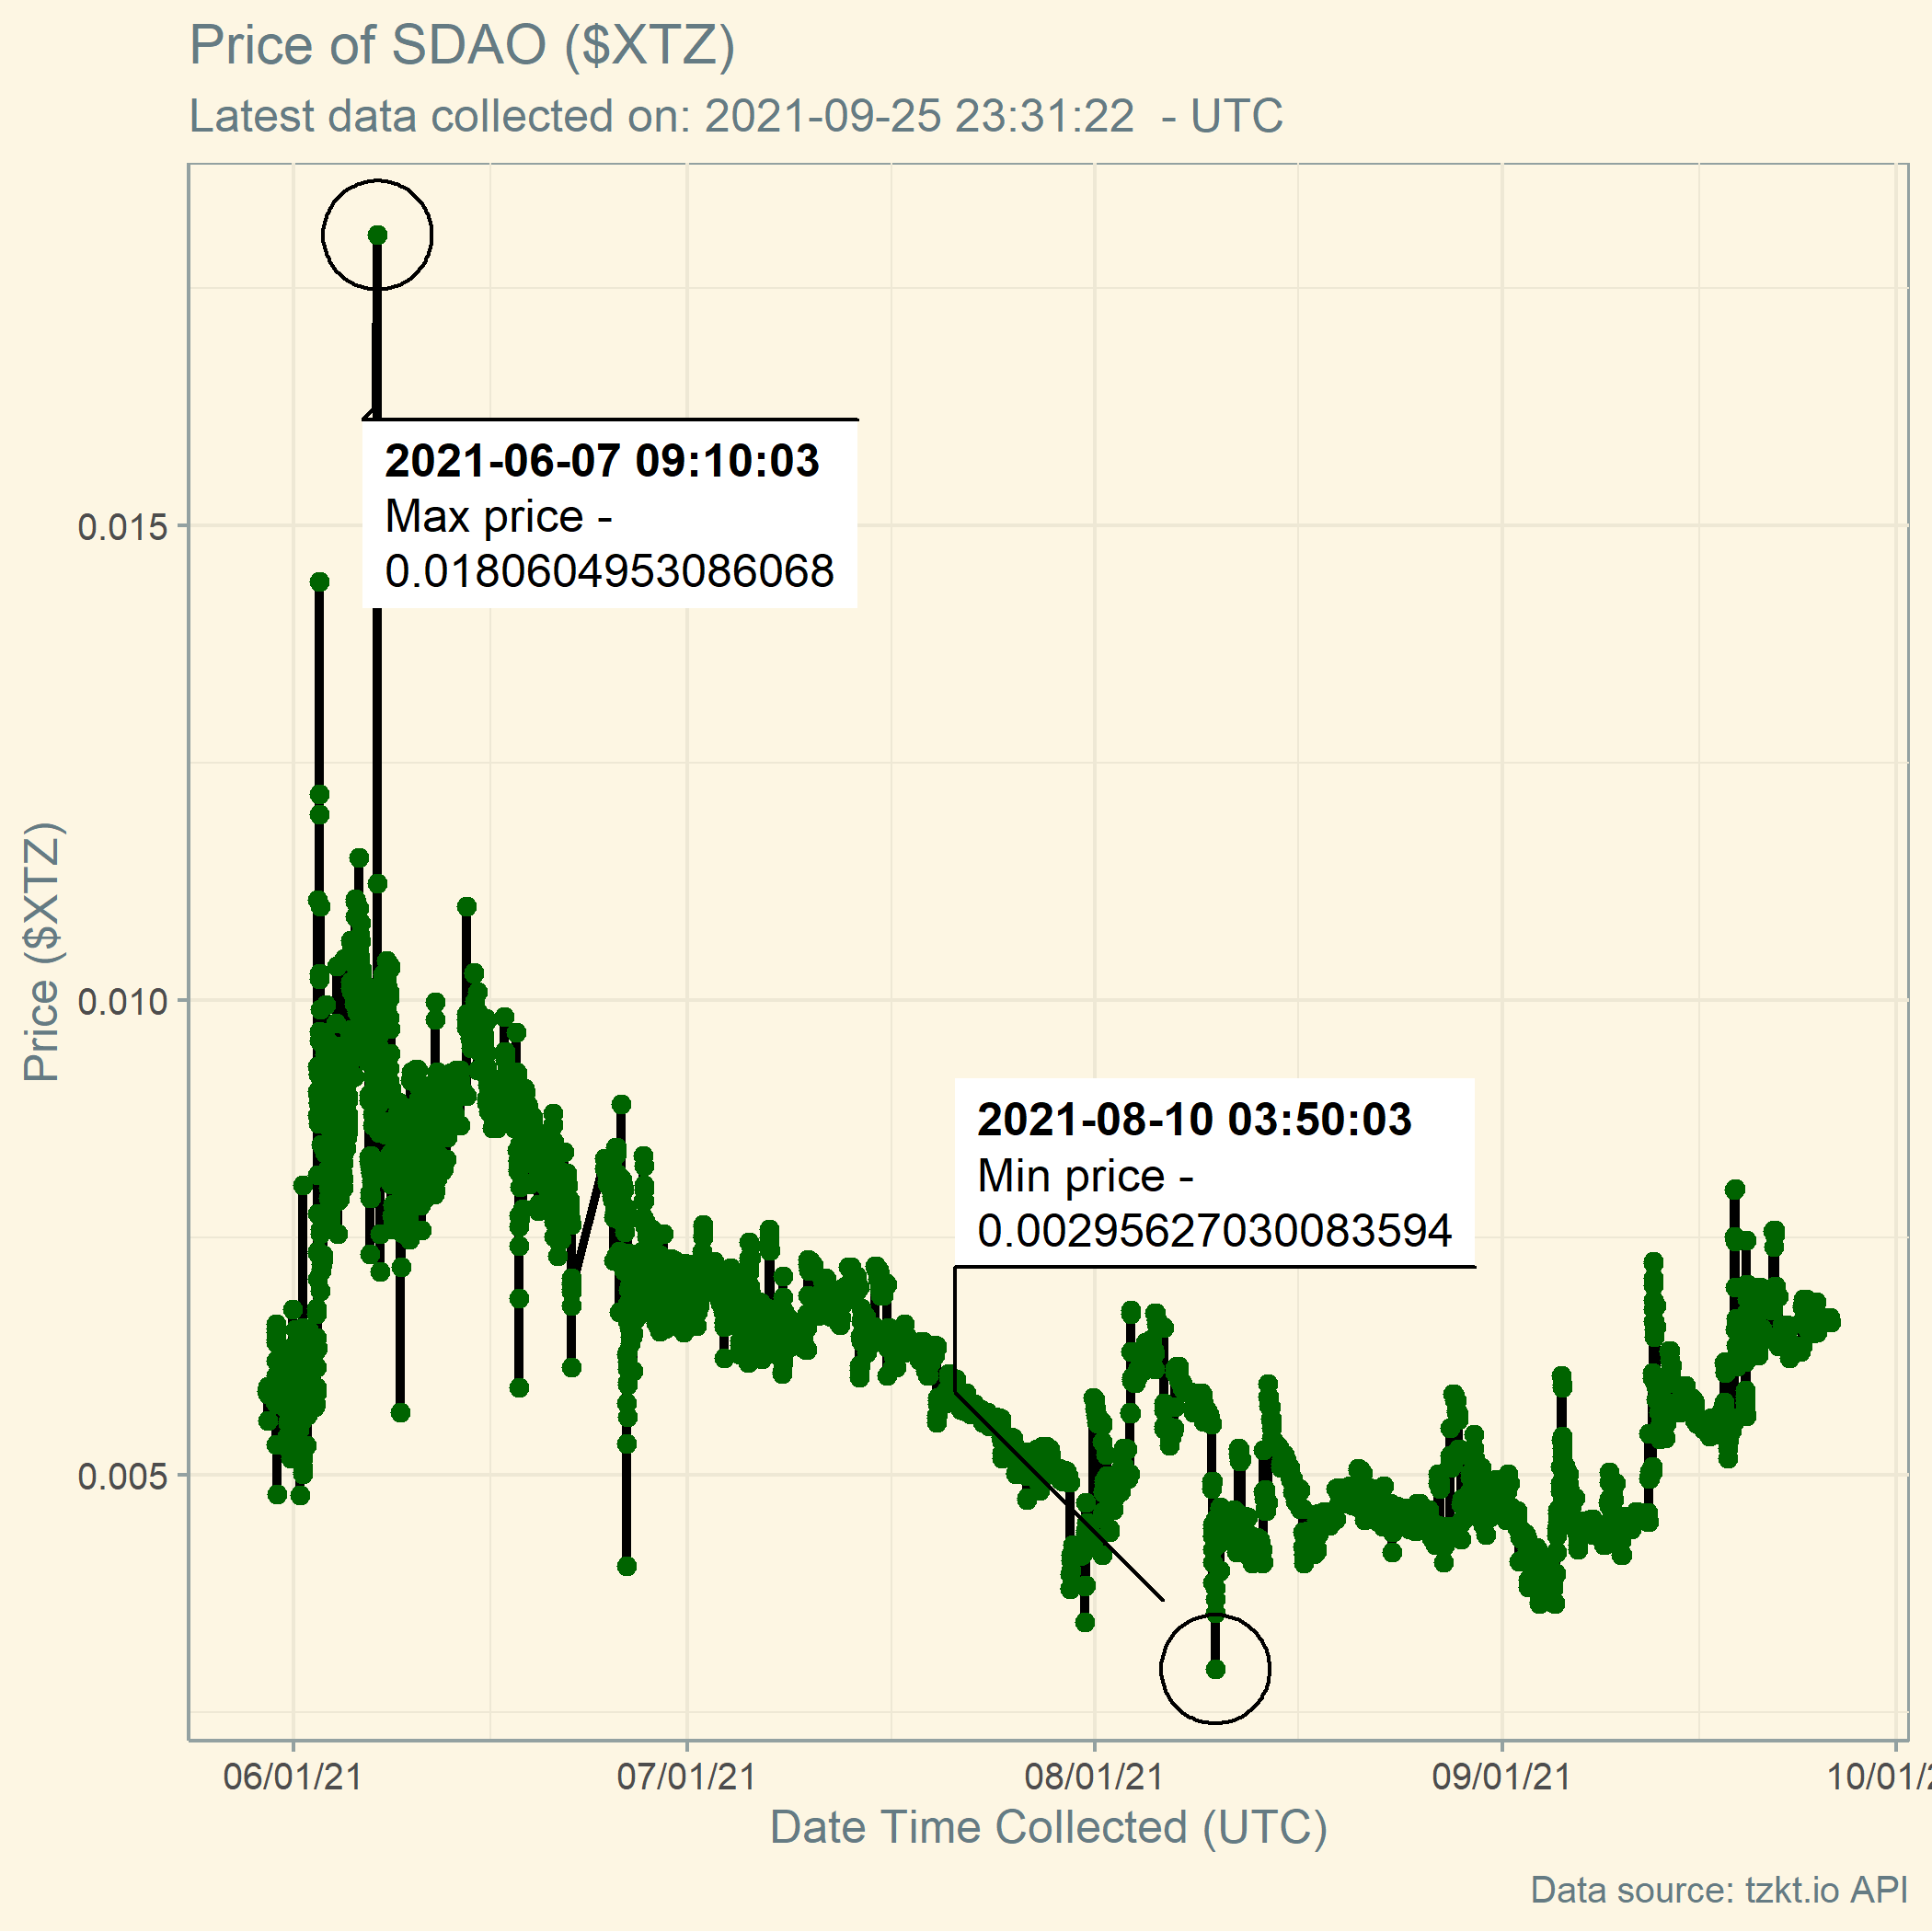 Price of SDAO ($XTZ)
Latest data collected on: 2021-09-25 23:31:22  - UTC
2021-06-07 09:10:03
Max price -
0.0180604953086068
0.015
0.010
2021-08-10 03:50:03
Min price -
0.00295627030083594
0.005
Price ($XTZ)
06/01/21 07/01/21 08/01/21 09/01/21 10/01/2
Date Time Collected (UTC)
Data source: tzkt.io API